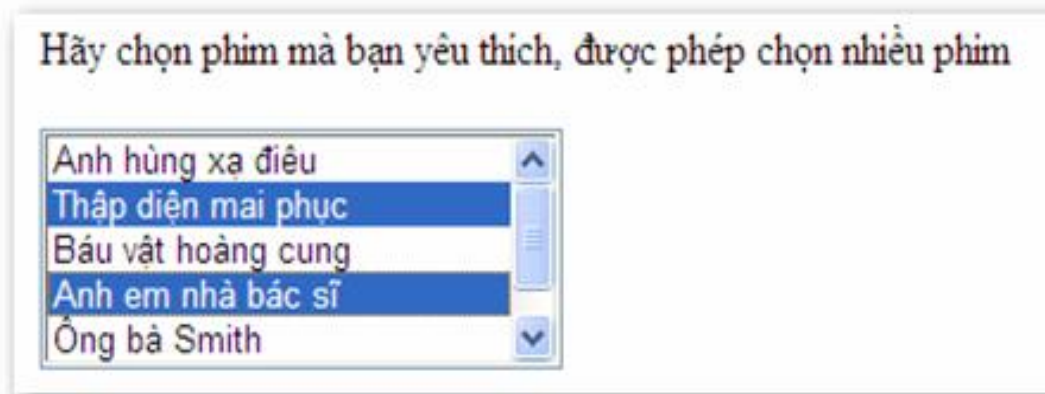 Hãy chọn phim mà bạn yêu thích, được phép chọn nhiều phim
Anh hùng xạ điêu
Thập diện mai phục
Báu vật hoàng cung
Anh em nhà bác sĩ
Ông bà Smith